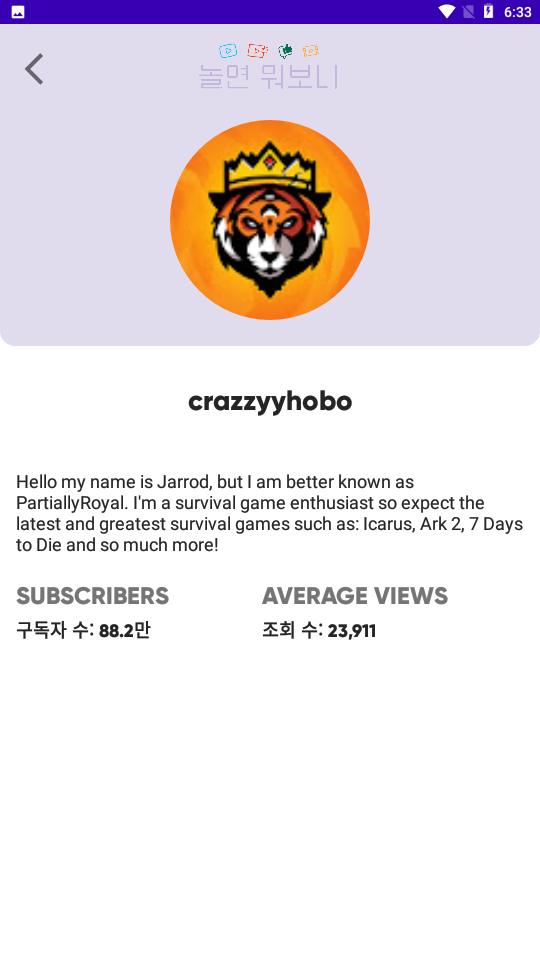 6:33
놀면 뭐보니
crazzyyhobo
Hello my name is Jarrod, but I am better known as
PartiallyRoyal. I'm a survival game enthusiast so expect the
latest and greatest survival games such as: Icarus, Ark 2, 7 Days
to Die and so much more!
SUBSCRIBERS
AVERAGE VIEWS
구독자 수: 88.2만
조회 수: 23,911